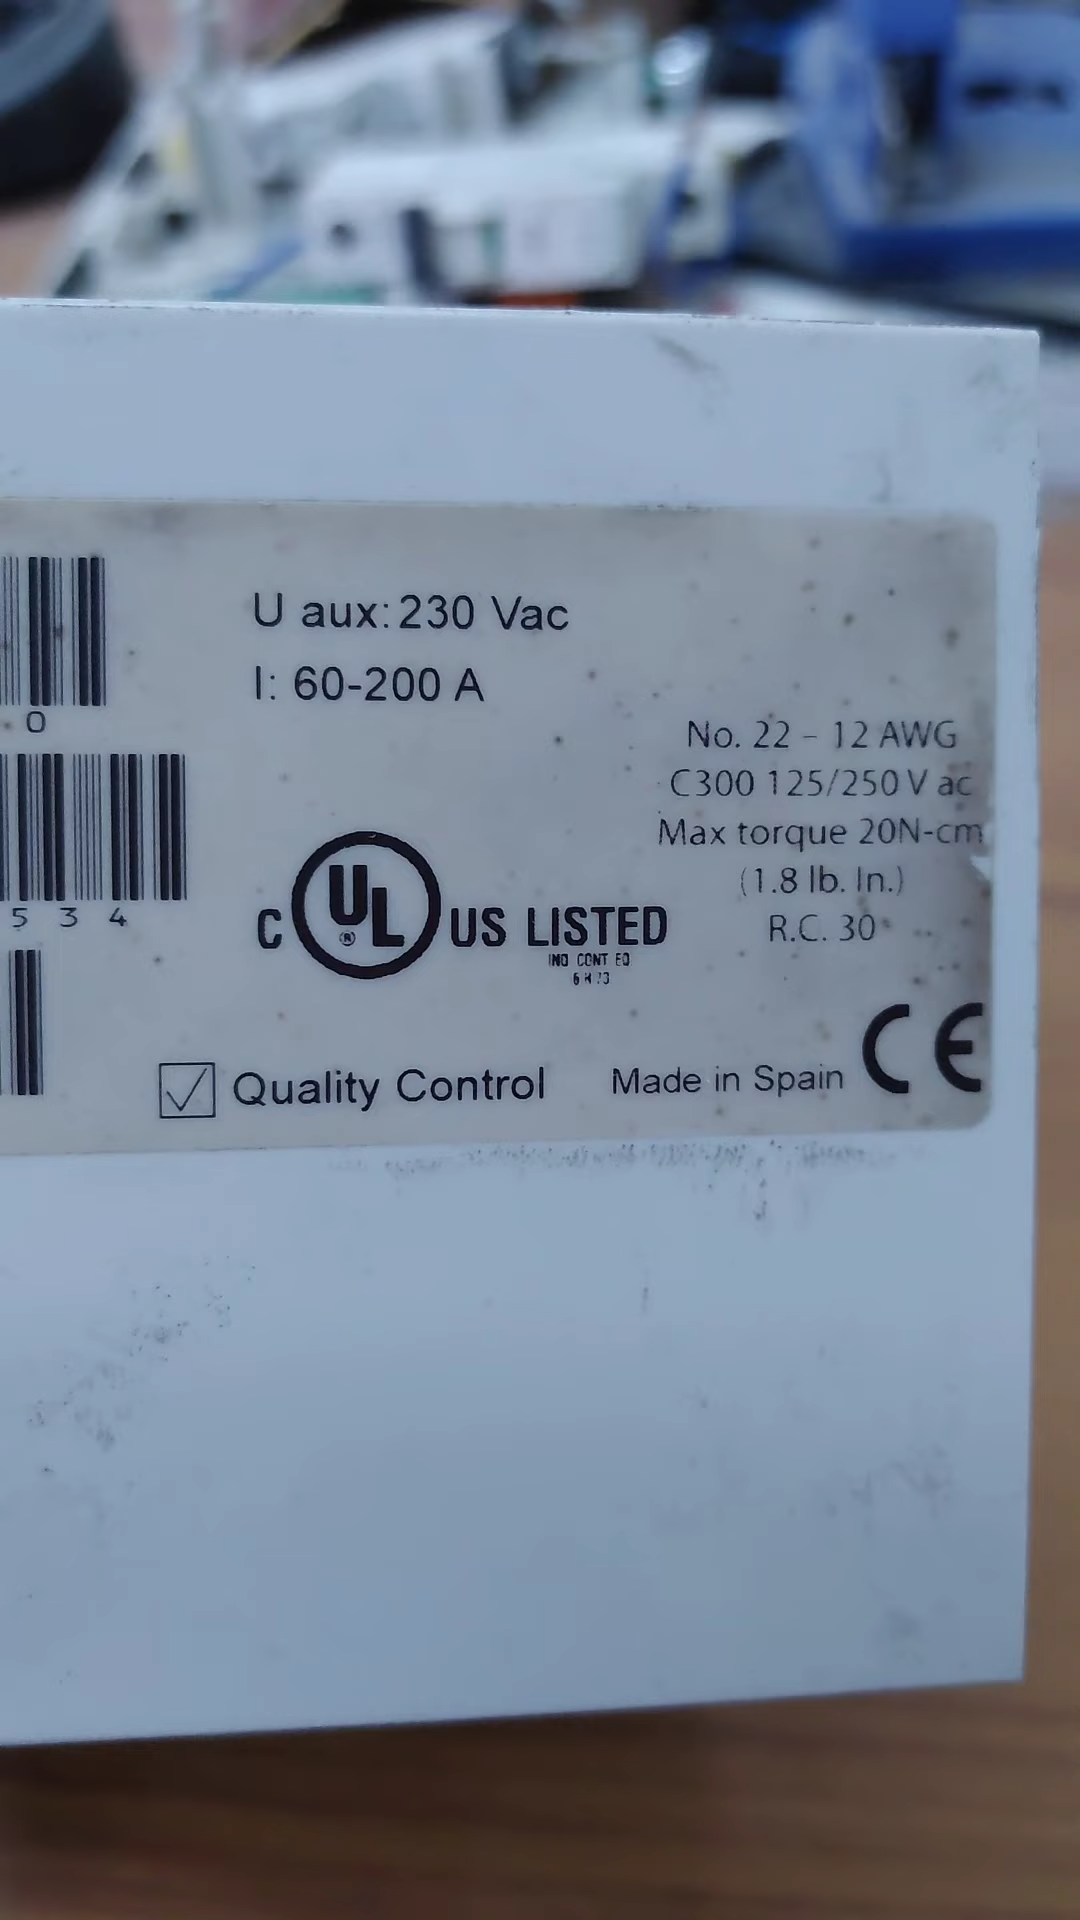 U aux: 230 Vac
I: 60-200 A
0
No. 22 – 12 AWG
C300 125/250 V ac
Max torque 20N-cm
(1.8 lb. In.)
R.C. 30
5 3 4
C UL ® US LISTED
IND CONT EQ
Quality Control
Made in Spain CE